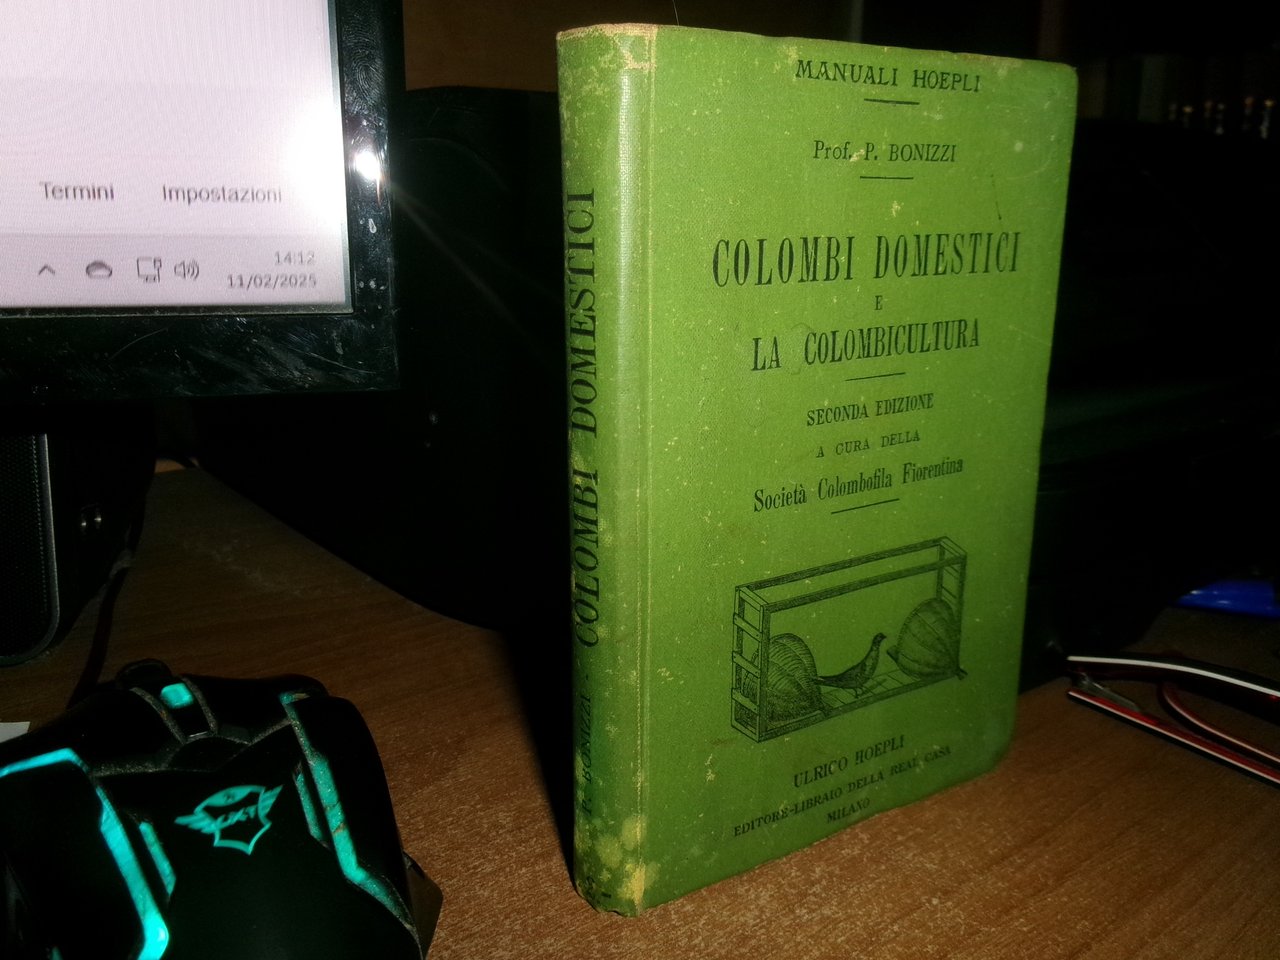 Termini Impostazioni
14:12
11/02/2025
MANUALI HOEPLI
Prof. P. BONIZZI
COLOMBI DOMESTICI
E
LA COLOMBICULTURA
SECONDA EDIZIONE
A CURA DELLA
Società Colombofila Fiorentina
ULRICO HOEPLI
EDITORE-LIBRAIO DELLA REAL CASA
MILANO
P. BONIZZI - COLOMBI DOMESTICI
GXT